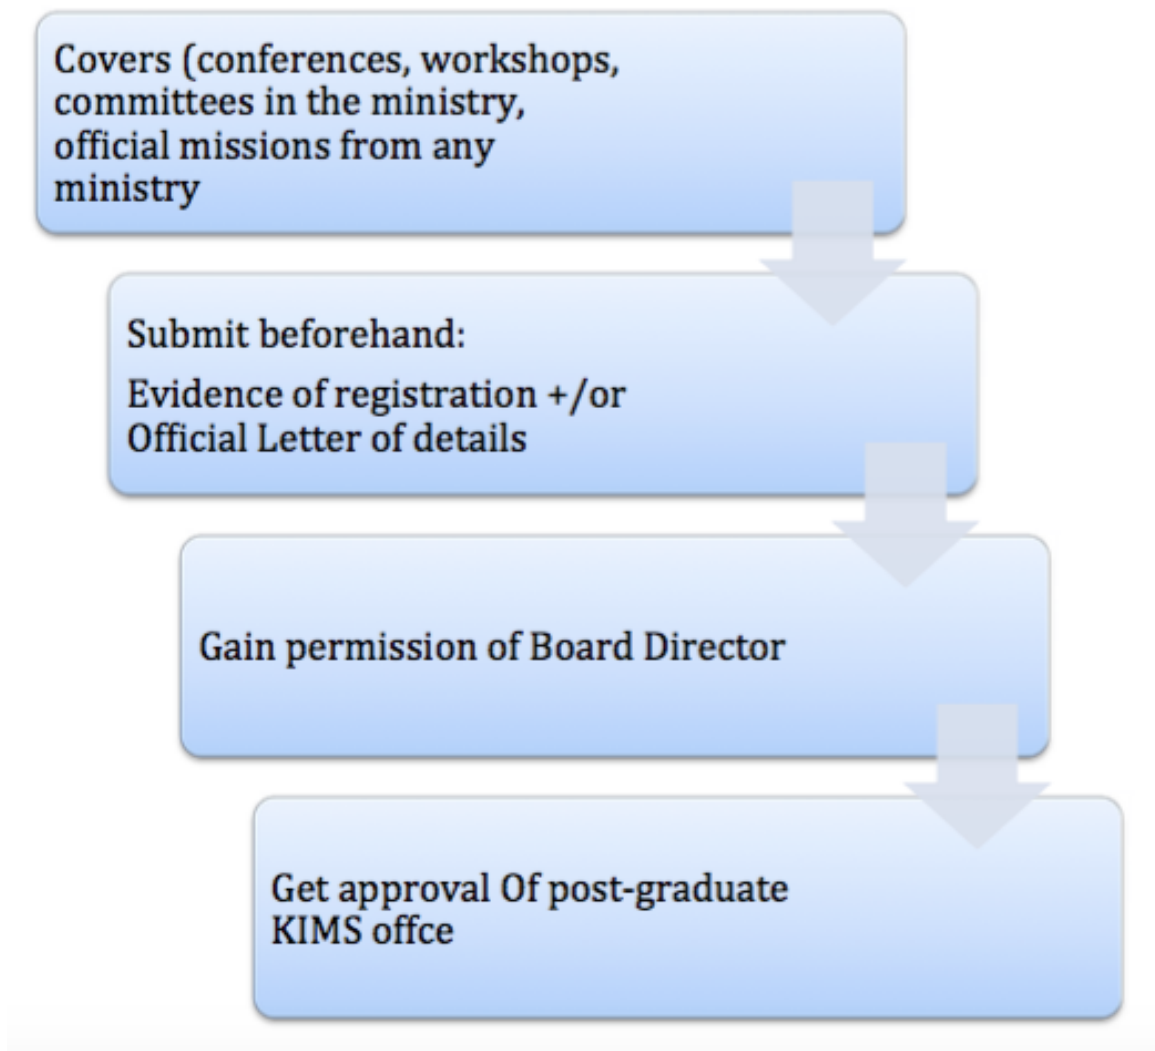 Covers (conferences, workshops,
committees in the ministry,
official missions from any
ministry
Submit beforehand:
Evidence of registration +/or
Official Letter of details
Gain permission of Board Director
Get approval Of post-graduate
KIMS offce